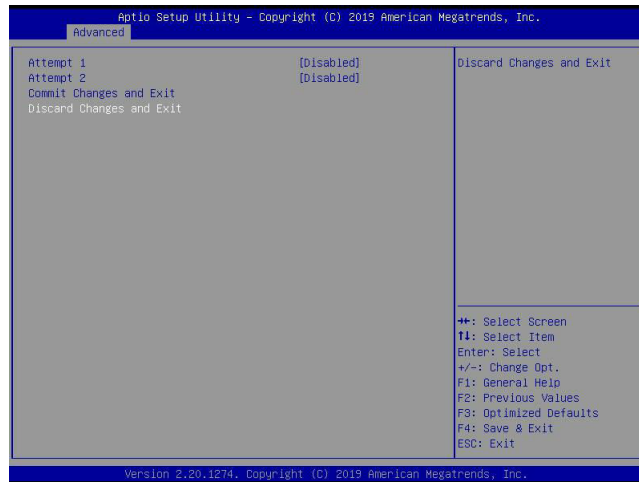 Aptio Setup Utility – Copyright (C) 2019 American Megatrends, Inc.
Advanced
Attempt 1 [Disabled]
Attempt 2 [Disabled]
Commit Changes and Exit
Discard Changes and Exit
Discard Changes and Exit
→←: Select Screen
↑↓: Select Item
Enter: Select
+/-: Change Opt.
F1: General Help
F2: Previous Values
F3: Optimized Defaults
F4: Save & Exit
ESC: Exit
Version 2.20.1274. Copyright (C) 2019 American Megatrends, Inc.